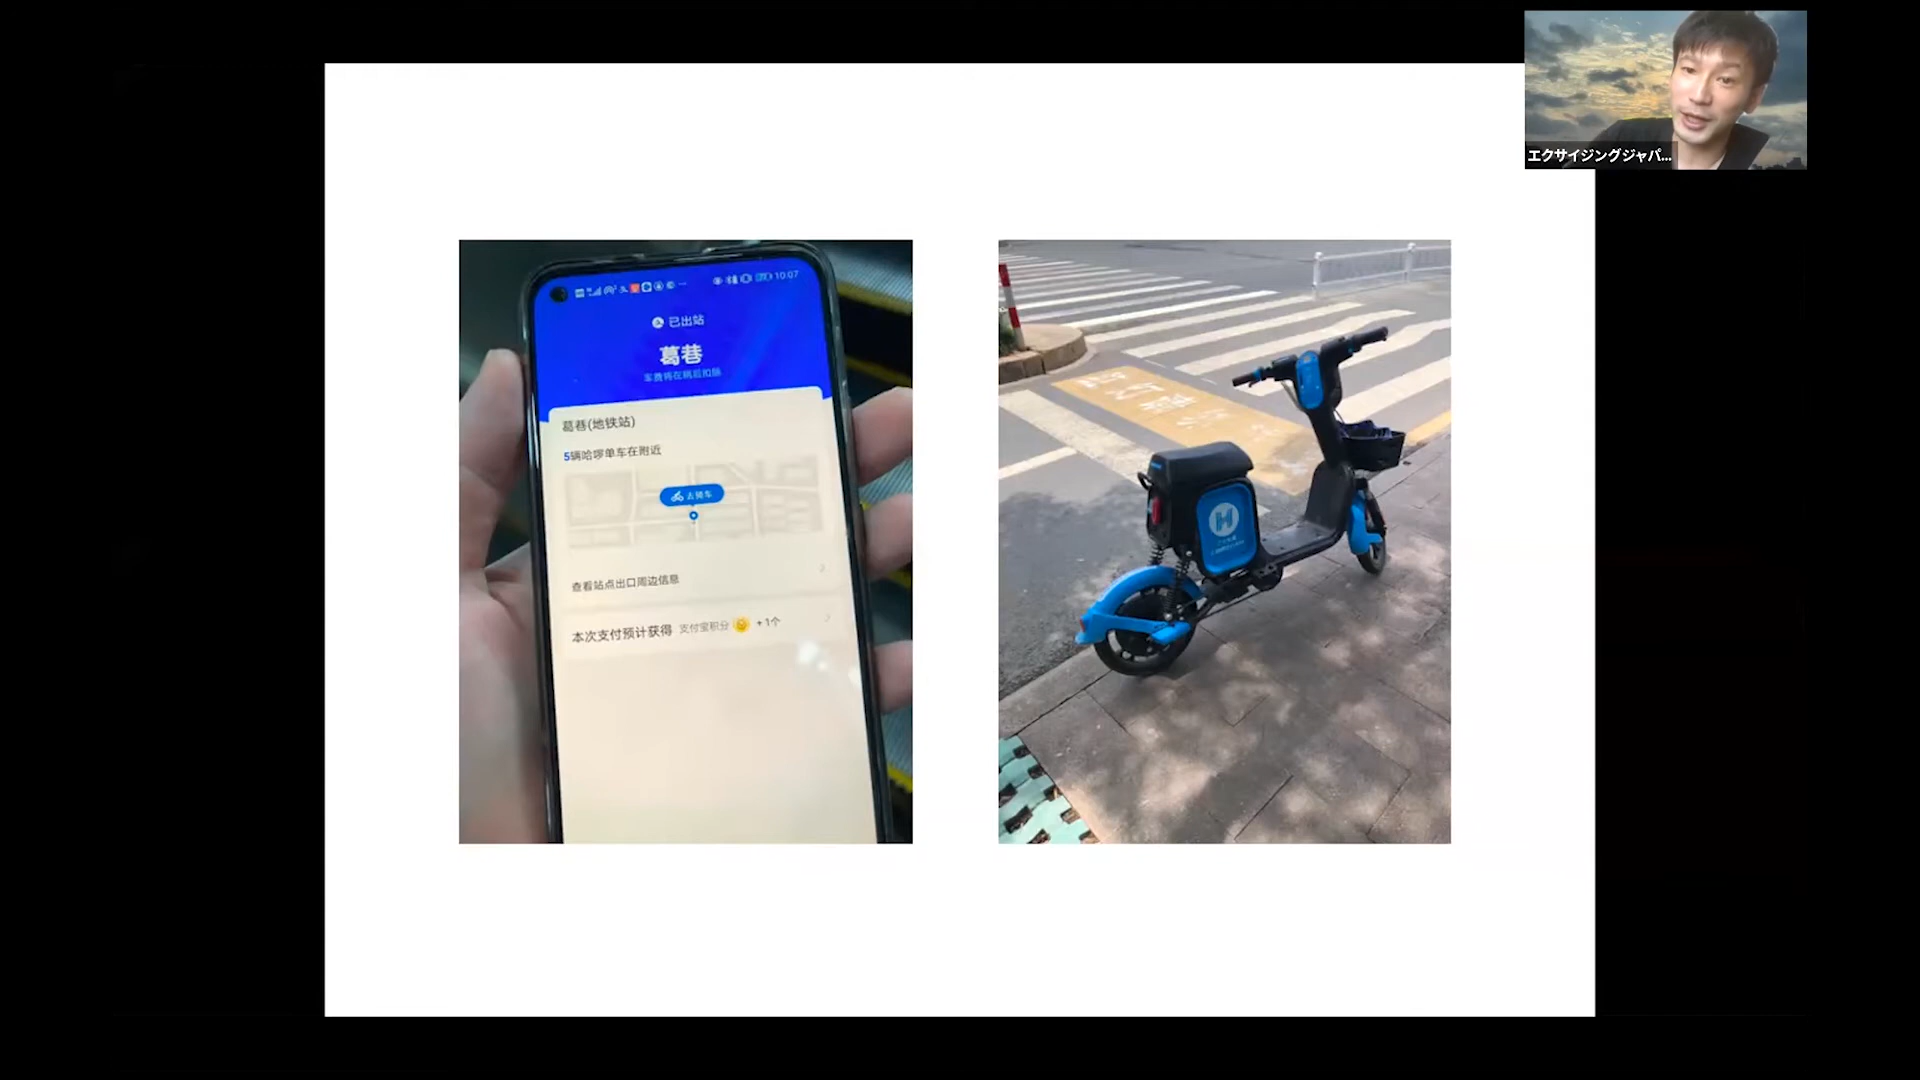 エクサイジングジャパ...
10:07
已出站
葛巷
车费将在稍后扣除
葛巷(地铁站)
5辆哈啰单车在附近
去骑车
查看站点出口周边信息
本次支付预计获得 支付宝积分 +1个